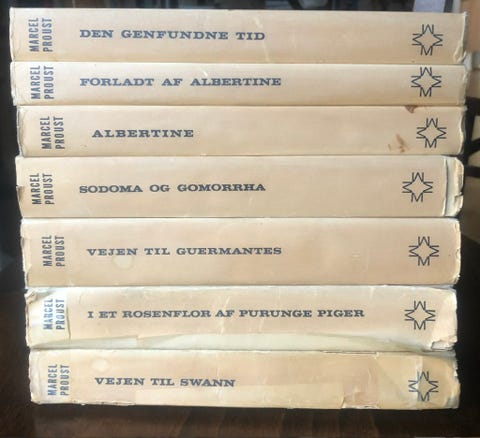 MARCEL PROUST
DEN GENFUNDNE TID
MARCEL PROUST
FORLADT AF ALBERTINE
MARCEL PROUST
ALBERTINE
MARCEL PROUST
SODOMA OG GOMORRHA
MARCEL PROUST
VEJEN TIL GUERMANTES
MARCEL PROUST
I ET ROSENFLOR AF PURUNGE PIGER
MARCEL PROUST
VEJEN TIL SWANN